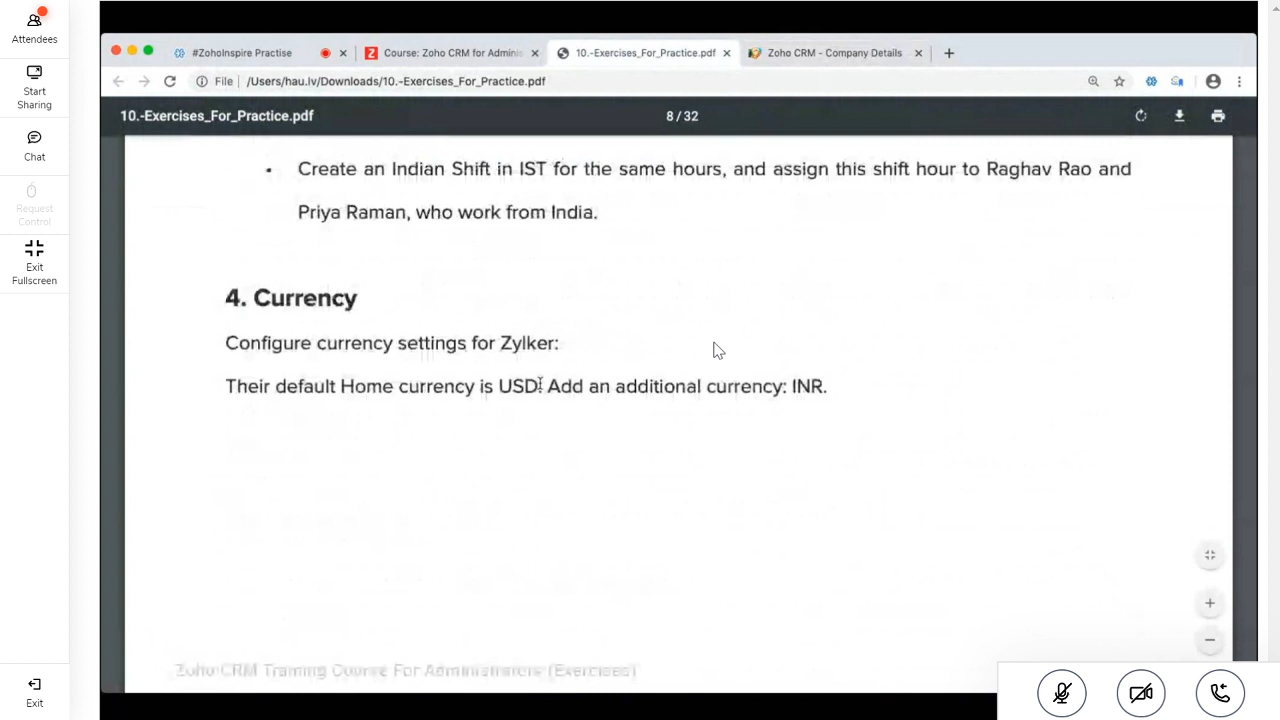 Attendees
Start
Sharing
Chat
Request
Control
Exit
Fullscreen
Exit
#ZohoInspire Practise
Course: Zoho CRM for Adminis
10.-Exercises_For_Practice.pdf
Zoho CRM - Company Details
File
/Users/hau.lv/Downloads/10.-Exercises_For_Practice.pdf
10.-Exercises_For_Practice.pdf
8 / 32
• Create an Indian Shift in IST for the same hours, and assign this shift hour to Raghav Rao and
Priya Raman, who work from India.
4. Currency
Configure currency settings for Zylker:
Their default Home currency is USD. Add an additional currency: INR.
Zoho CRM Training Course For Administrators (Exercises)